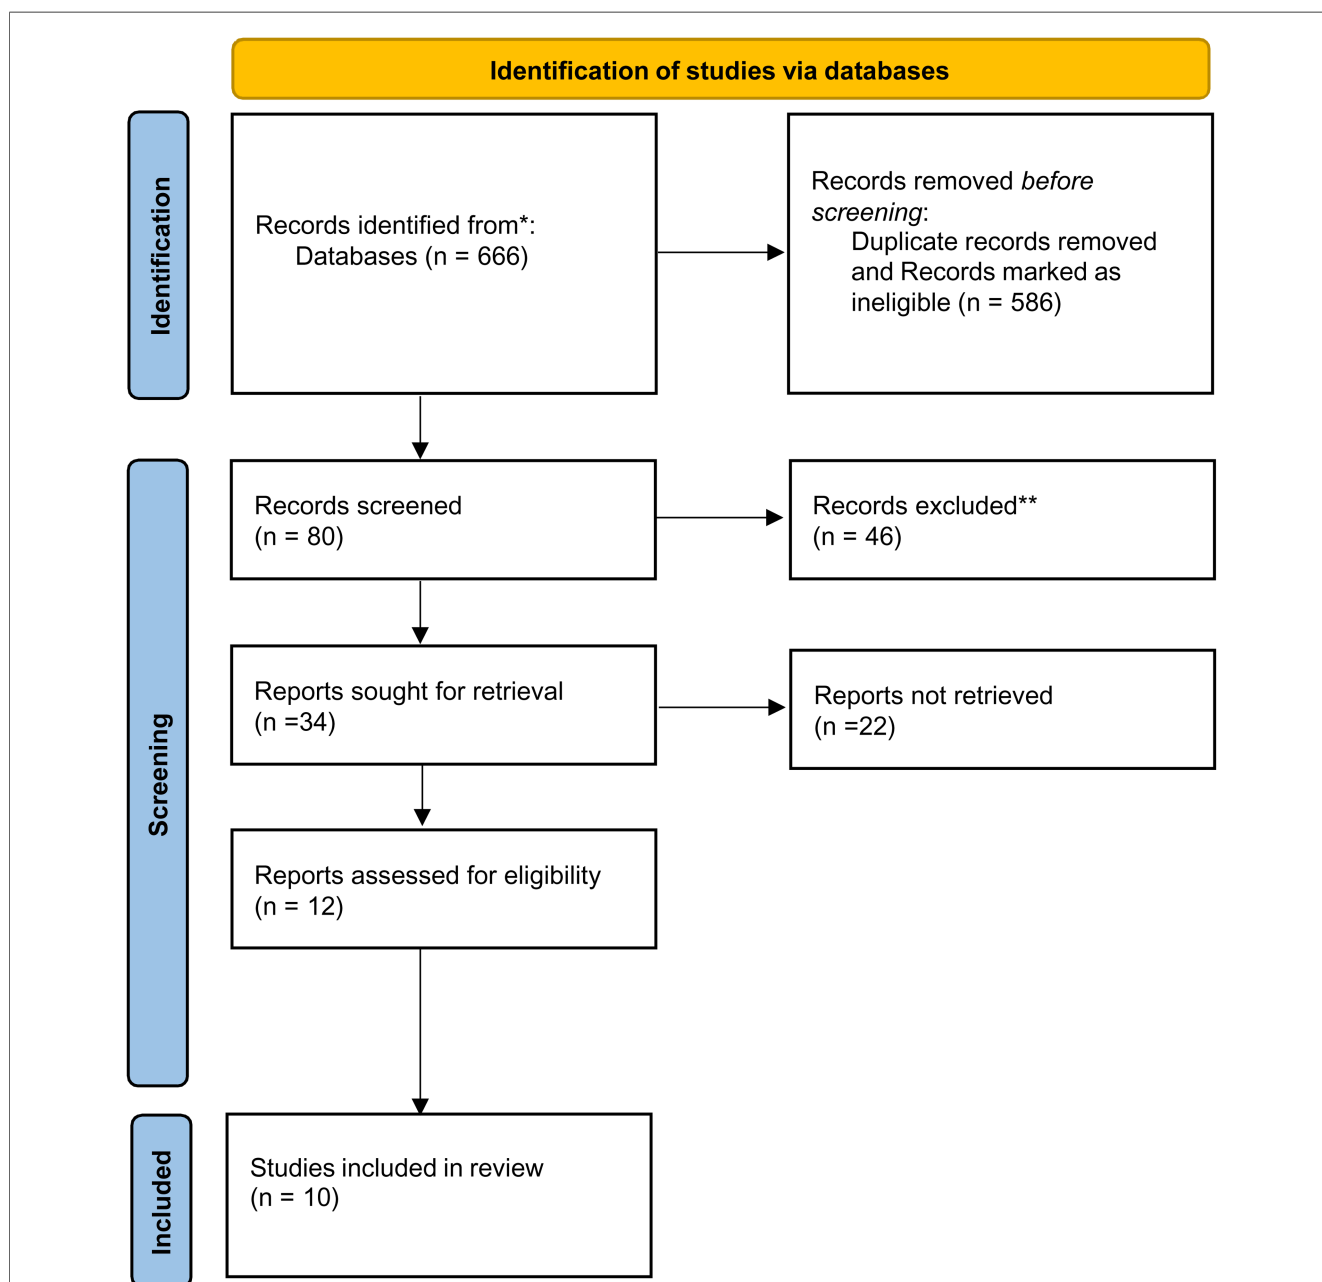 Identification of studies via databases
Identification
Records identified from*:
Databases (n = 666)
Records removed before
screening:
Duplicate records removed
and Records marked as
ineligible (n = 586)
Screening
Records screened
(n = 80)
Records excluded**
(n = 46)
Reports sought for retrieval
(n =34)
Reports not retrieved
(n =22)
Reports assessed for eligibility
(n = 12)
Included
Studies included in review
(n = 10)